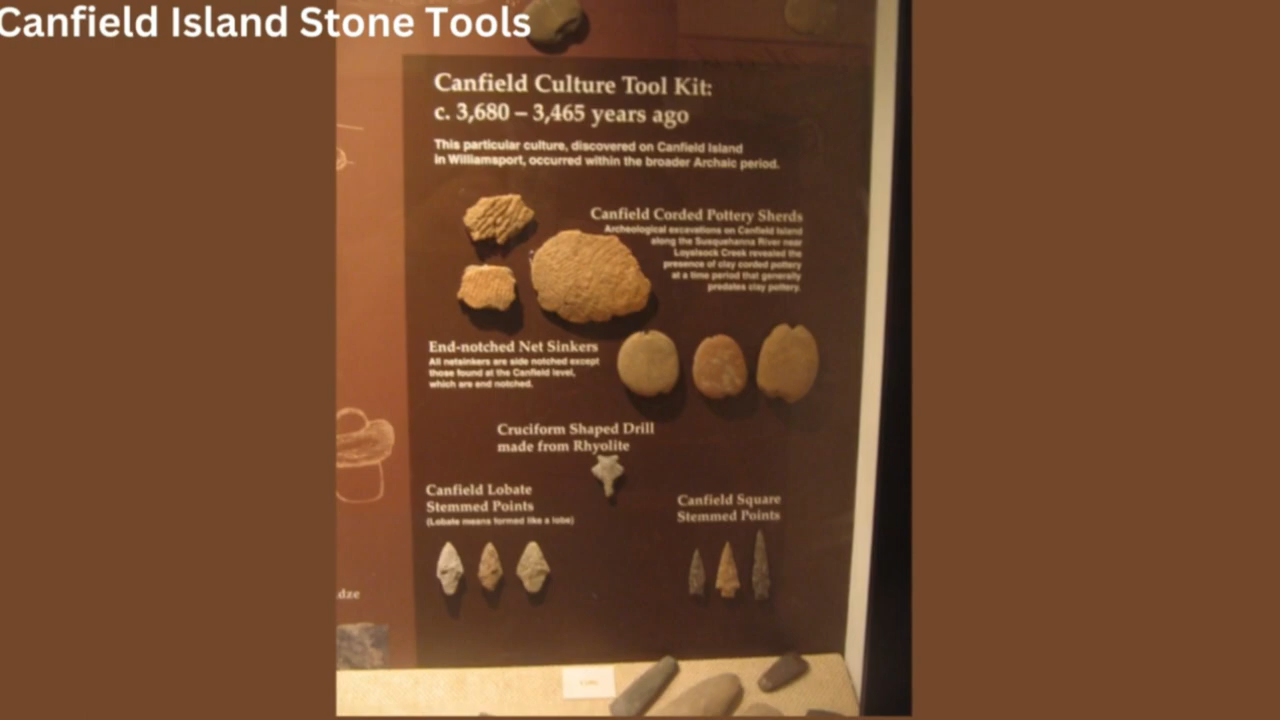 Canfield Island Stone Tools
Canfield Culture Tool Kit:
c. 3,680 – 3,465 years ago
This particular culture, discovered on Canfield Island
in Williamsport, occurred within the broader Archaic period.
Canfield Corded Pottery Sherds
Archeological excavations on Canfield Island
along the Susquehanna River near
Loyalsock Creek revealed the
presence of clay corded pottery
at a time period that generally
predates clay pottery.
End-notched Net Sinkers
All netsinkers are side notched except
those found at the Canfield level,
which are end notched.
Cruciform Shaped Drill
made from Rhyolite
Canfield Lobate
Stemmed Points
(Lobate means formed like a lobe)
Canfield Square
Stemmed Points
dze